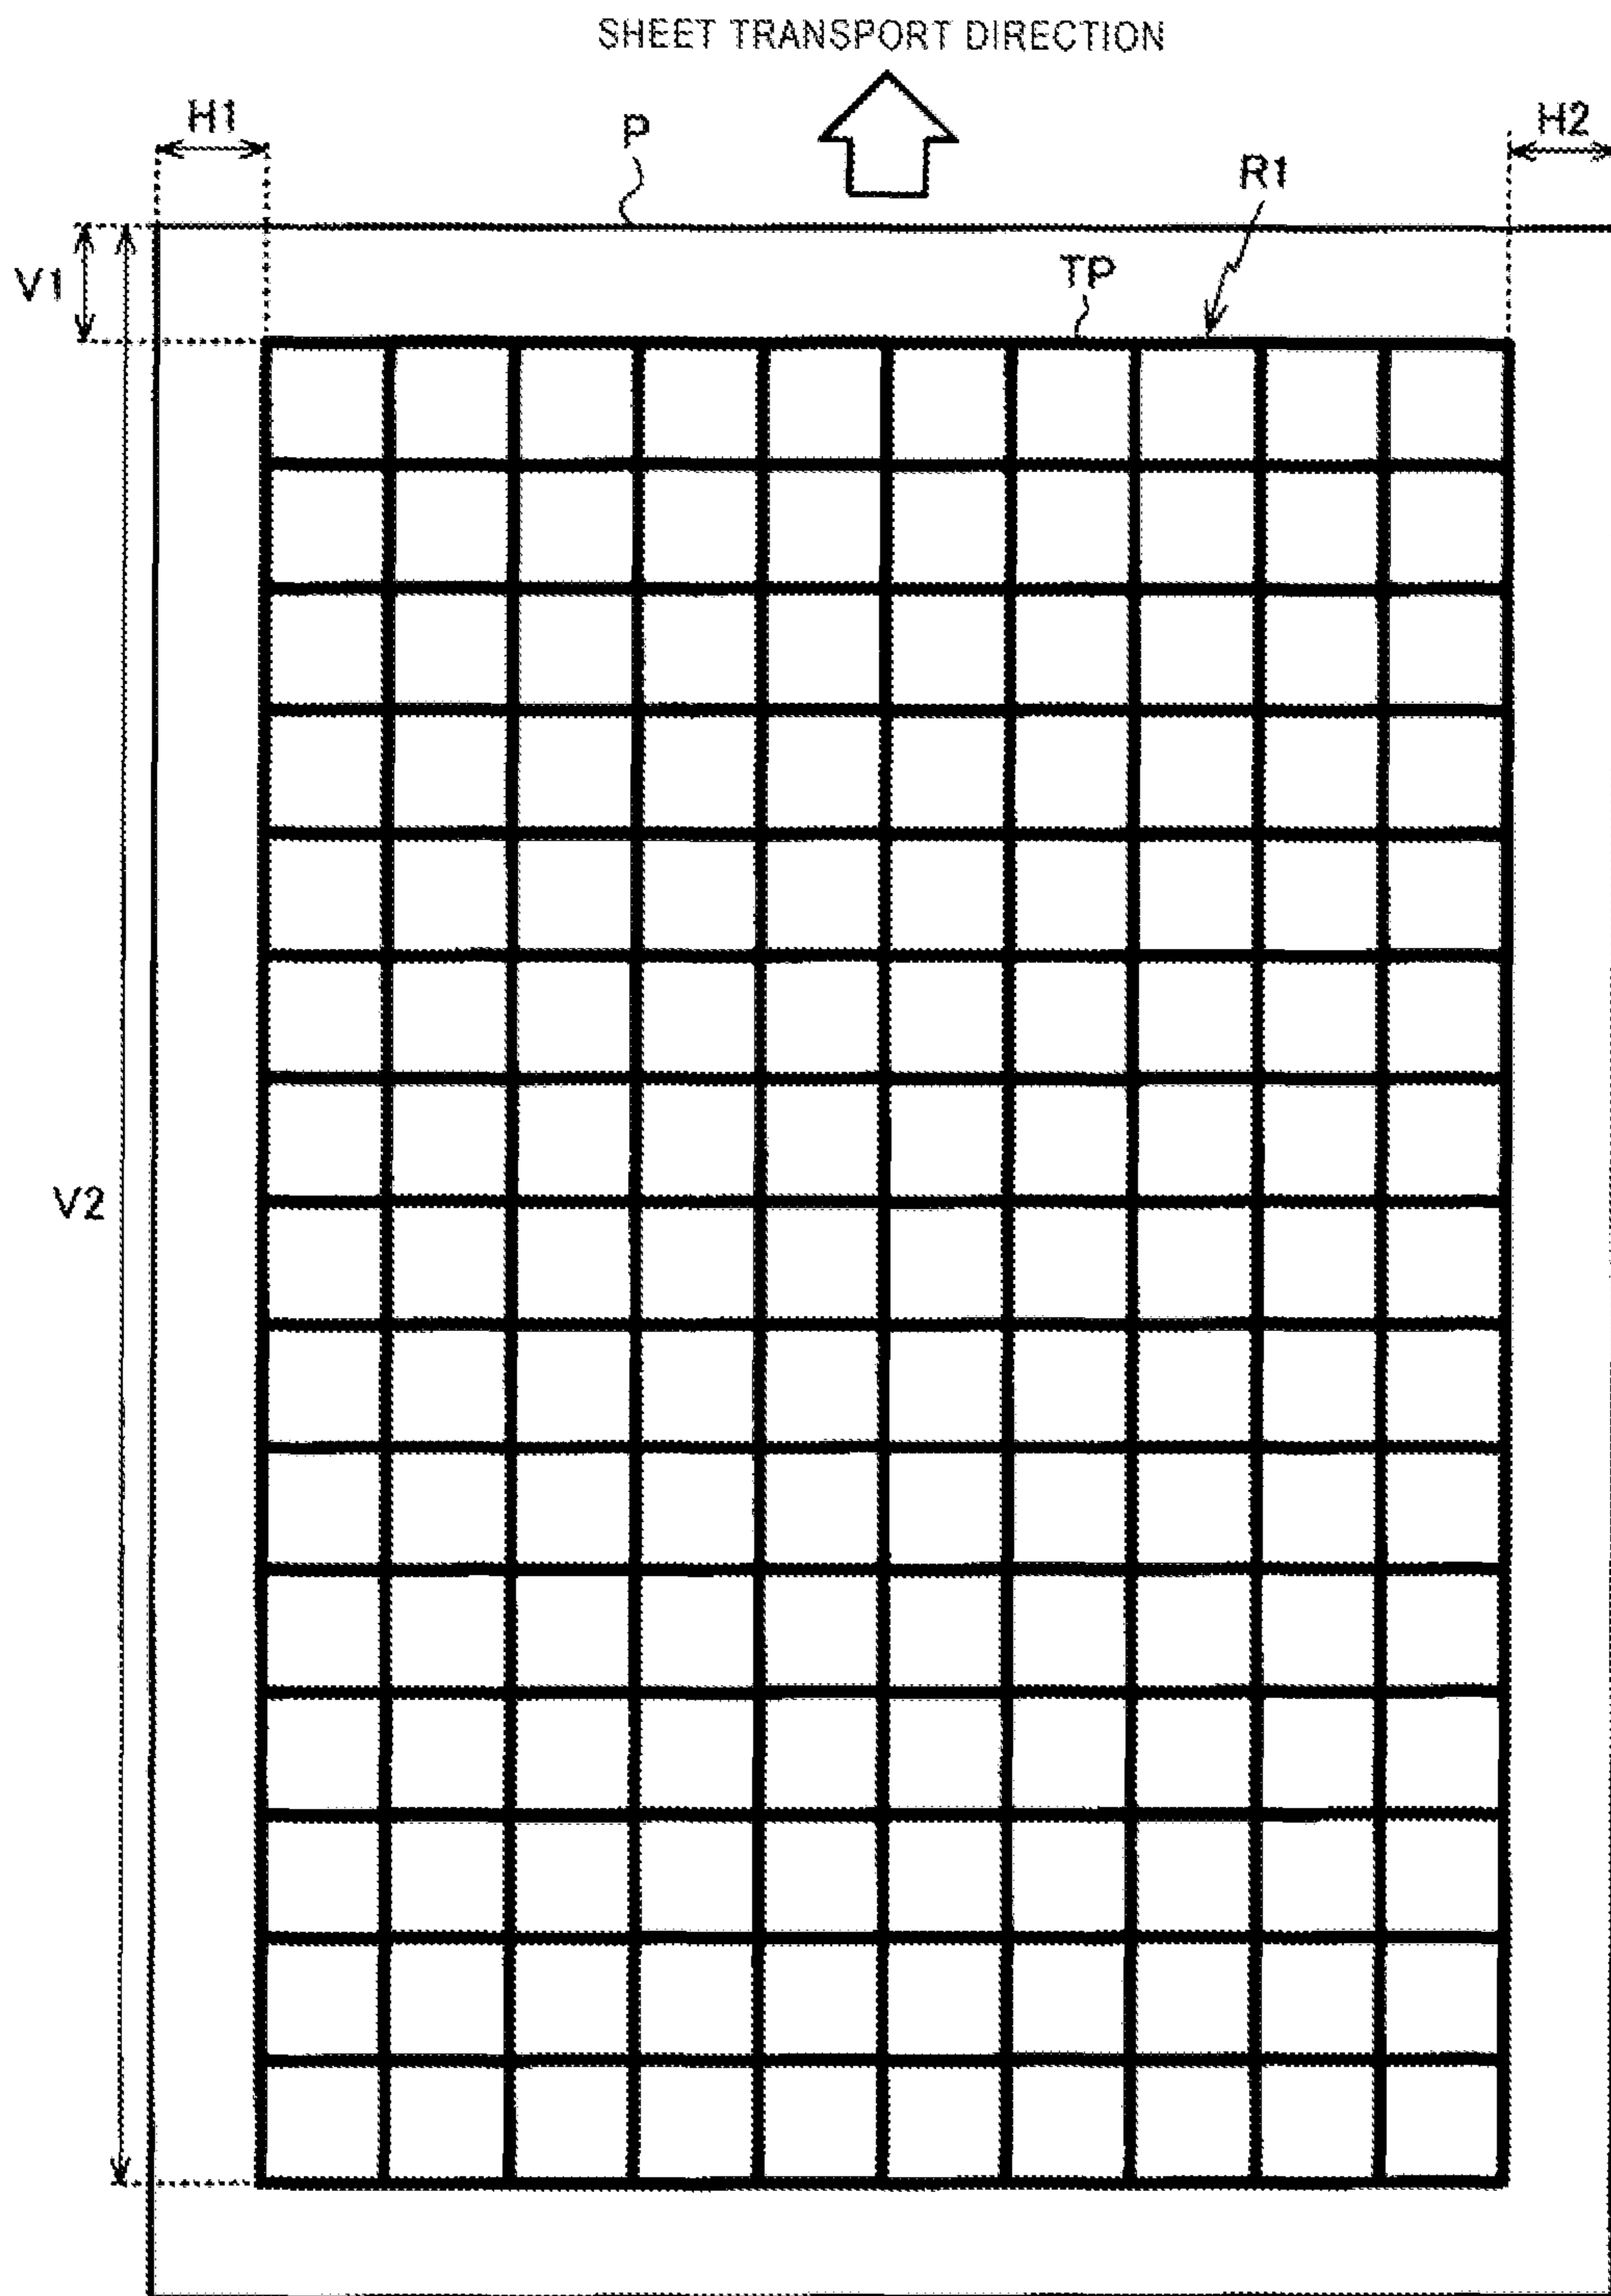 SHEET TRANSPORT DIRECTION
H1
P
H2
R1
V1
TP
V2